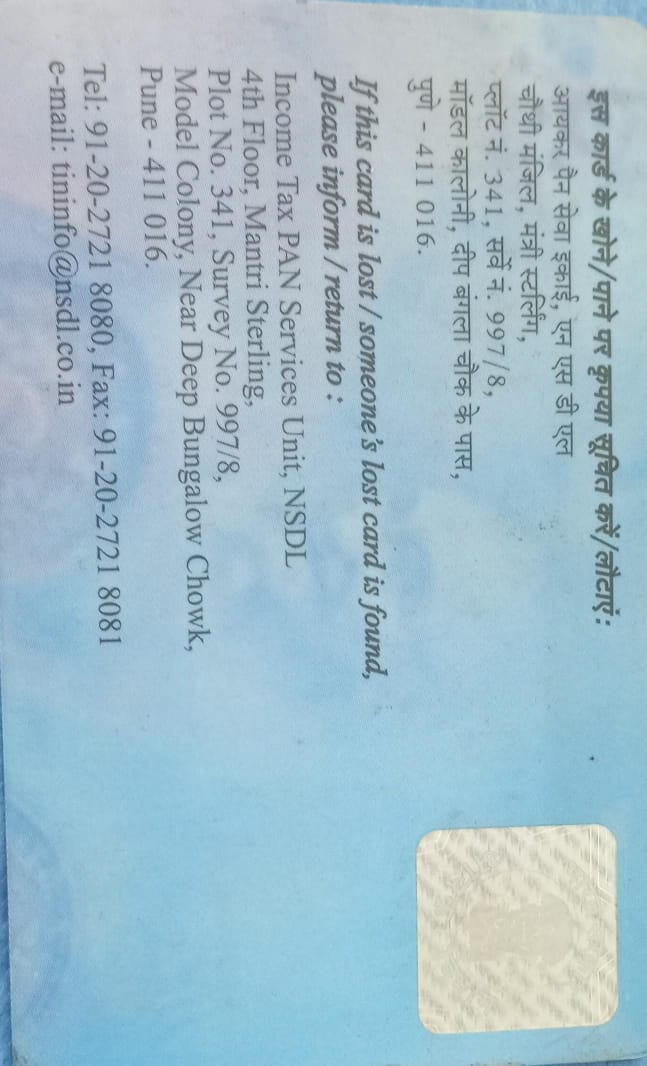 इस कार्ड के खोने/पाने पर कृपया सूचित करें/लौटाएं:
आयकर पैन सेवा इकाई, एन एस डी एल
चौथी मंजिल, मंत्री स्टर्लिंग,
प्लॉट नं. 341, सर्वे नं. 997/8,
मॉडल कालोनी, दीप बंगला चौक के पास,
पुणे - 411 016.
If this card is lost / someone's lost card is found,
please inform / return to :
Income Tax PAN Services Unit, NSDL
4th Floor, Mantri Sterling,
Plot No. 341, Survey No. 997/8,
Model Colony, Near Deep Bungalow Chowk,
Pune - 411 016.
Tel: 91-20-2721 8080, Fax: 91-20-2721 8081
e-mail: tininfo@nsdl.co.in